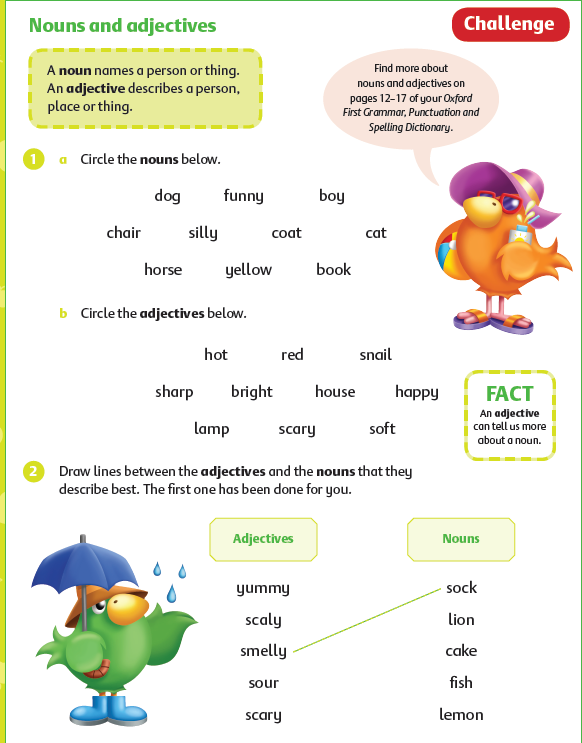 Nouns and adjectives
Challenge
A noun names a person or thing.
An adjective describes a person,
place or thing.
Find more about
nouns and adjectives on
pages 12–17 of your Oxford
First Grammar, Punctuation and
Spelling Dictionary.
1 a Circle the nouns below.
dog funny boy
chair silly coat cat
horse yellow book
b Circle the adjectives below.
hot red snail
sharp bright house happy
lamp scary soft
FACT
An adjective
can tell us more
about a noun.
2 Draw lines between the adjectives and the nouns that they
describe best. The first one has been done for you.
Adjectives Nouns
yummy sock
scaly lion
smelly cake
sour fish
scary lemon